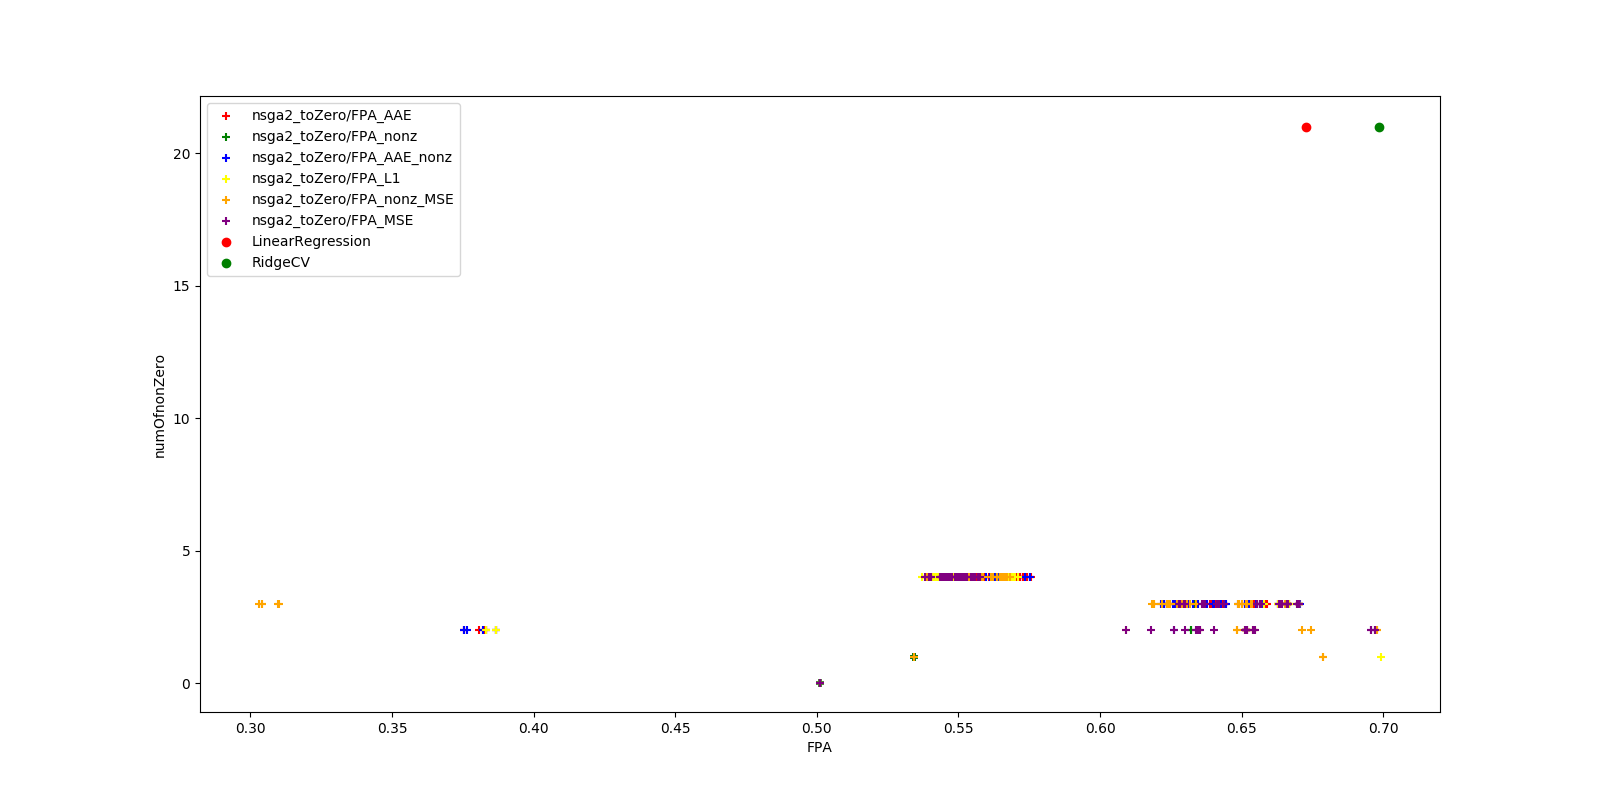 nsga2_toZero/FPA_AAE
nsga2_toZero/FPA_nonz
nsga2_toZero/FPA_AAE_nonz
nsga2_toZero/FPA_L1
nsga2_toZero/FPA_nonz_MSE
nsga2_toZero/FPA_MSE
LinearRegression
RidgeCV
20
15
10
5
0
numOfnonZero
0.30 0.35 0.40 0.45 0.50 0.55 0.60 0.65 0.70
FPA